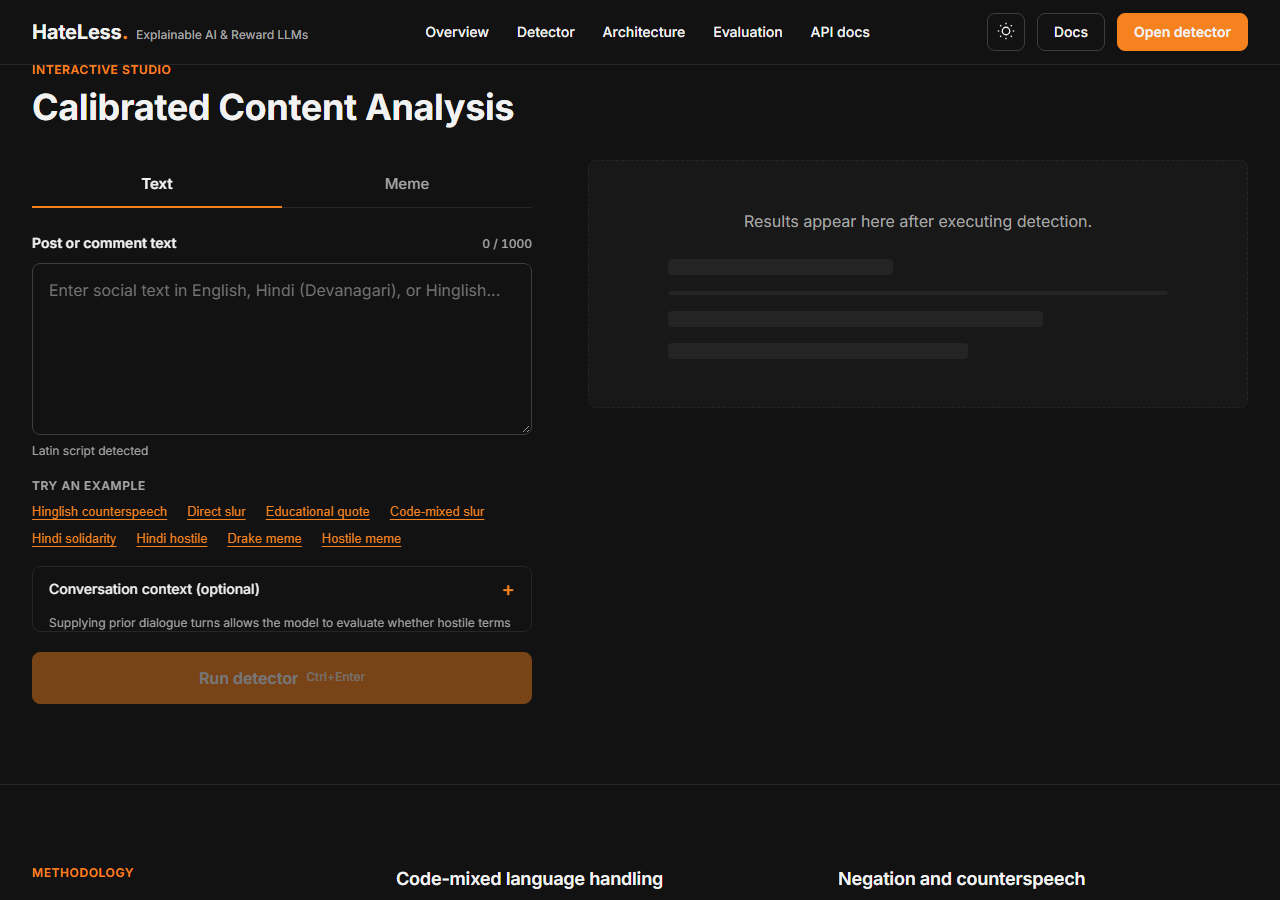 HateLess. Explainable AI & Reward LLMs Overview Detector Architecture Evaluation API docs Docs Open detector
INTERACTIVE STUDIO
Calibrated Content Analysis
Text Meme
Post or comment text 0 / 1000
Enter social text in English, Hindi (Devanagari), or Hinglish...
Latin script detected
TRY AN EXAMPLE
Hinglish counterspeech Direct slur Educational quote Code-mixed slur
Hindi solidarity Hindi hostile Drake meme Hostile meme
Conversation context (optional) +
Supplying prior dialogue turns allows the model to evaluate whether hostile terms
Run detector Ctrl+Enter
Results appear here after executing detection.
METHODOLOGY
Code-mixed language handling
Negation and counterspeech